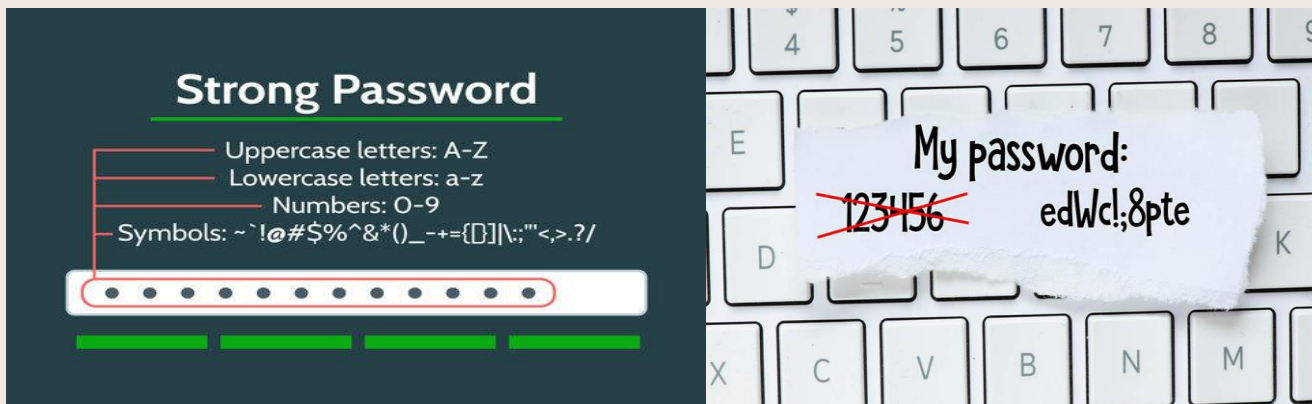 Strong Password
Uppercase letters: A-Z
Lowercase letters: a-z
Numbers: 0-9
Symbols: ~`!@#$%^&*()_-+={[}]|\:;"'<,>.?/
$ %
4 5 6 7 8 9
E
My password:
123456 edWc!;8pte
D K
X C V B N M